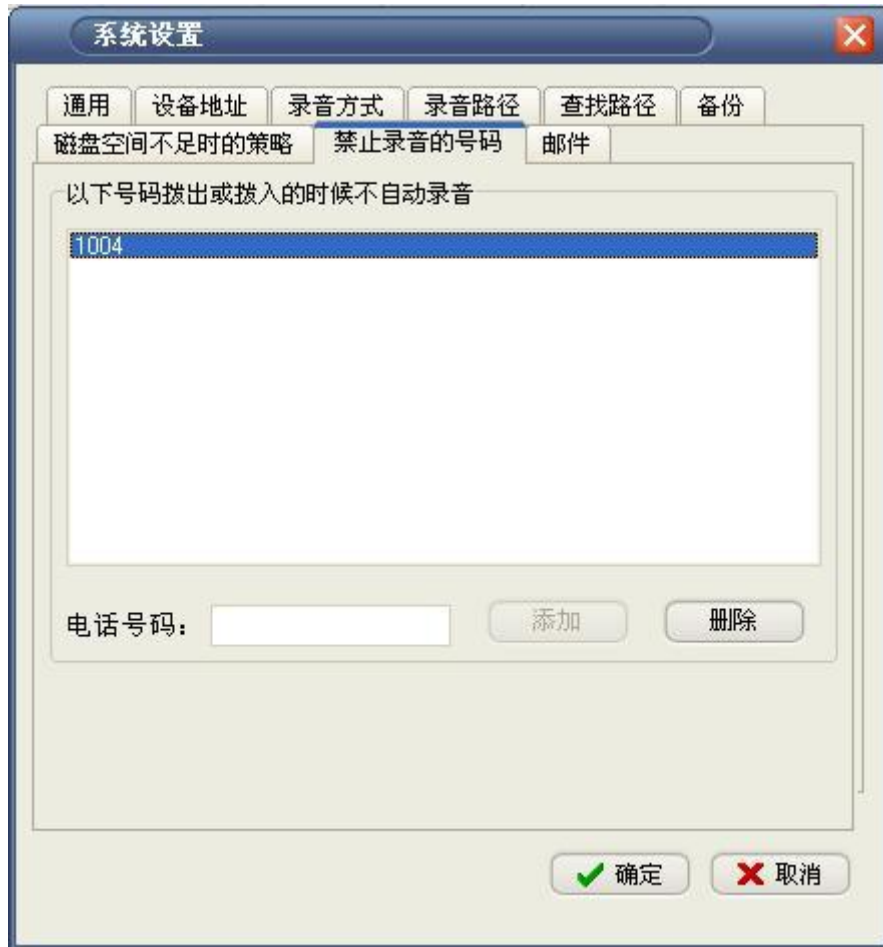 系统设置
通用 设备地址 录音方式 录音路径 查找路径 备份
磁盘空间不足时的策略 禁止录音的号码 邮件
以下号码拨出或拨入的时候不自动录音
1004
电话号码： 添加 删除
确定 取消